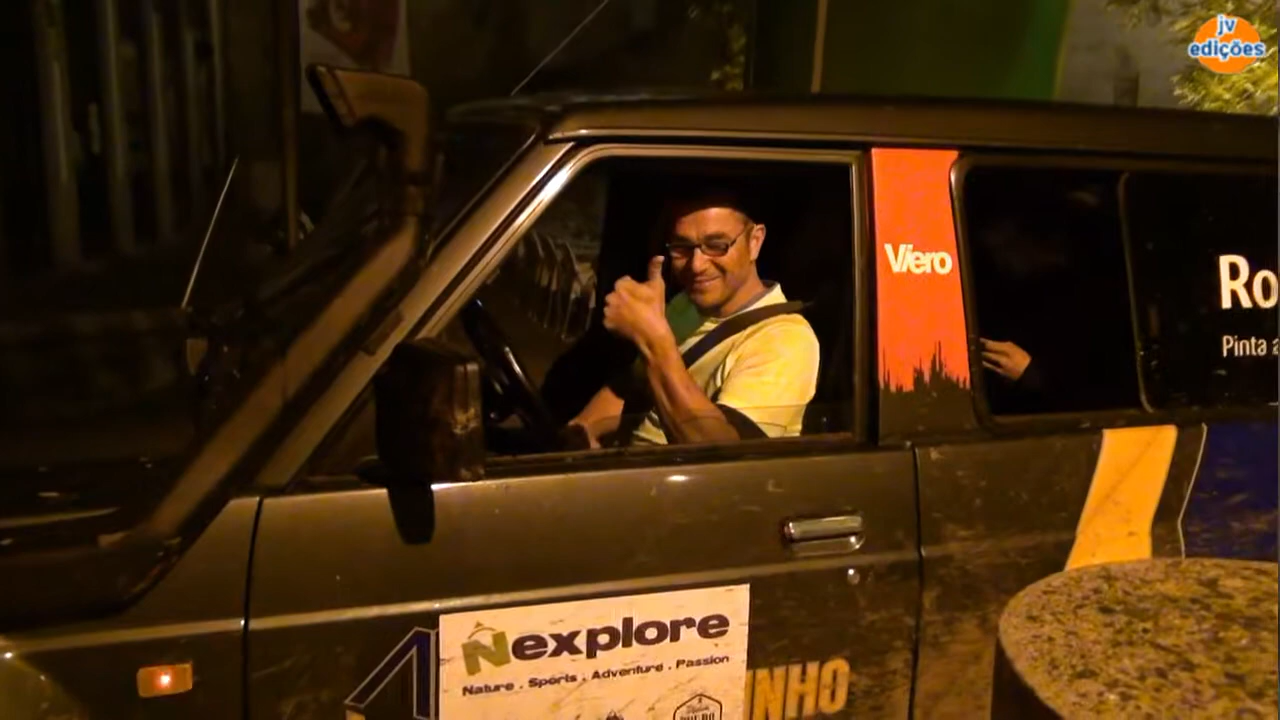 jv
edições
Viero
Ro
Pinta a
Nexplore
Nature . Sports . Adventure . Passion
INHO